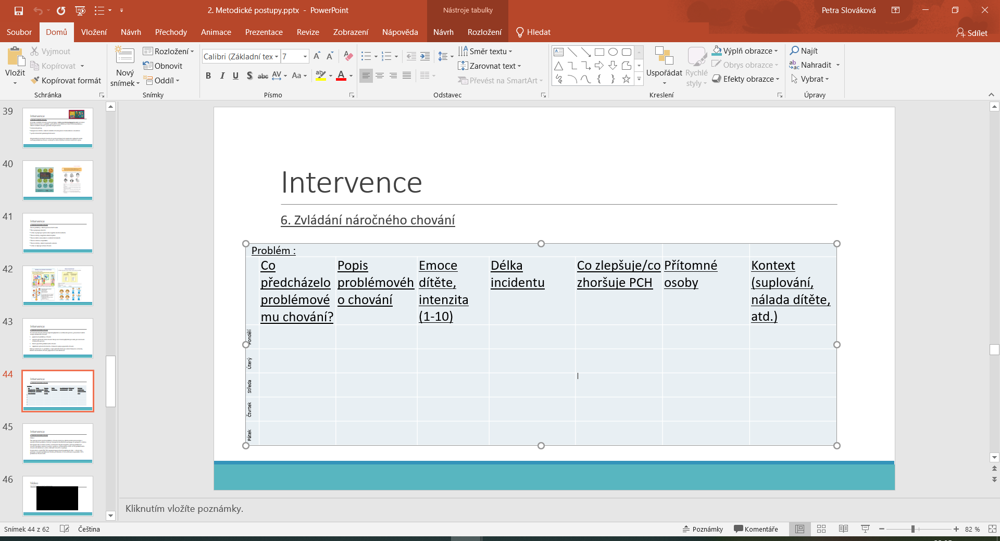 2. Metodické postupy.pptx - PowerPoint
Nástroje tabulky
Petra Slováková
Soubor Domů Vložení Návrh Přechody Animace Prezentace Revize Zobrazení Nápověda Návrh Rozložení Hledat Sdílet
Vložit
Vyjmout
Kopírovat
Kopírovat formát
Schránka
Nový snímek
Rozložení
Obnovit
Oddíl
Snímky
Calibri (Základní tex 7
B I U S abc AV Aa A
Písmo
Směr textu
Zarovnat text
Převést na SmartArt
Odstavec
Uspořádat
Rychlé styly
Výplň obrazce
Obrys obrazce
Efekty obrazce
Kreslení
Najít
Nahradit
Vybrat
Úpravy
39
Intervence
40
41
Intervence
42
43
Intervence
44
Intervence
45
Intervence
46
Video
Intervence
6. Zvládání náročného chování
Problém :
Co
předcházelo
problémové
mu chování?
Popis
problémovéh
o chování
Emoce
dítěte,
intenzita
(1-10)
Délka
incidentu
Co zlepšuje/co
zhoršuje PCH
Přítomné
osoby
Kontext
(suplování,
nálada dítěte,
atd.)
Pondělí
Úterý
Středa
Čtvrtek
Pátek
Kliknutím vložíte poznámky.
Snímek 44 z 62 Čeština Poznámky Komentáře 82 %